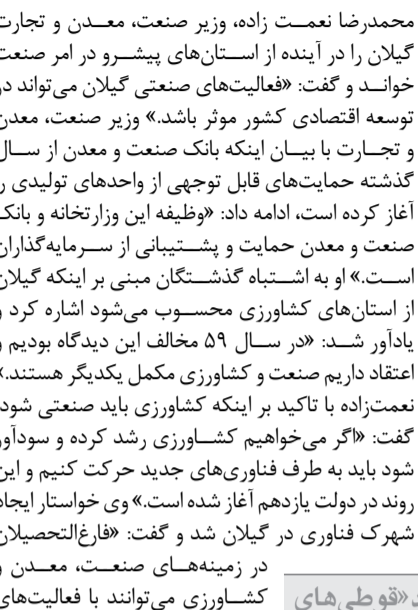 محمدرضا نعمت زاده، وزیر صنعت، معدن و تجارت
گیلان را در آینده از استان‌های پیشرو در امر صنعت
خواند و گفت: «فعالیت‌های صنعتی گیلان می‌تواند در
توسعه اقتصادی کشور موثر باشد.» وزیر صنعت، معدن
و تجارت با بیان اینکه بانک صنعت و معدن از سال
گذشته حمایت‌های قابل توجهی از واحدهای تولیدی ر
آغاز کرده است، ادامه داد: «وظیفه این وزارتخانه و بانک
صنعت و معدن حمایت و پشتیبانی از سرمایه‌گذاران
است.» او به اشتباه گذشتگان مبنی بر اینکه گیلان
از استان‌های کشاورزی محسوب می‌شود اشاره کرد و
یادآور شد: «در سال ۵۹ مخالف این دیدگاه بودیم و
اعتقاد داریم صنعت و کشاورزی مکمل یکدیگر هستند.»
نعمت‌زاده با تاکید بر اینکه کشاورزی باید صنعتی شود،
گفت: «اگر می‌خواهیم کشاورزی رشد کرده و سودآور
شود باید به طرف فناوری‌های جدید حرکت کنیم و این
روند در دولت یازدهم آغاز شده است.» وی خواستار ایجاد
شهرک فناوری در گیلان شد و گفت: «فارغ‌التحصیلان
در زمینه‌های صنعت، معدن و
کشاورزی می‌توانند با فعالیت‌های
د«قوطی‌های